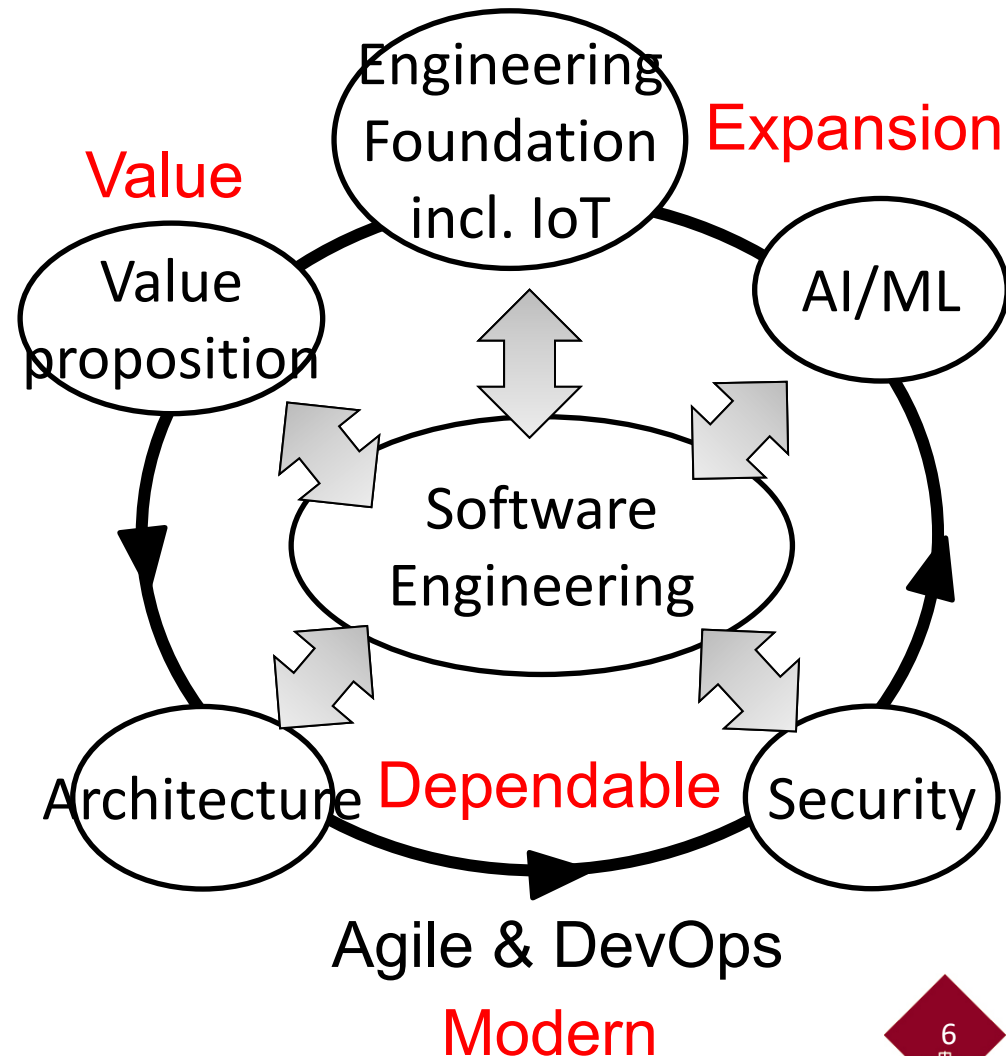 Engineering
Foundation
incl. IoT
Expansion
Value
Value
proposition
AI/ML
Software
Engineering
Architecture
Dependable
Security
Agile & DevOps
Modern
6